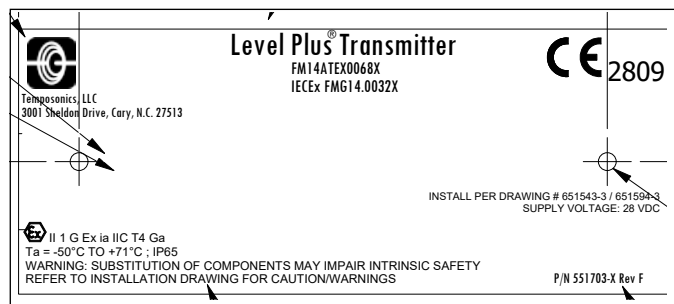 Level Plus® Transmitter
FM14ATEX0068X
IECEx FMG14.0032X
CE 2809
Temposonics, LLC
3001 Sheldon Drive, Cary, N.C. 27513
INSTALL PER DRAWING # 651543-3 / 651594-3
SUPPLY VOLTAGE: 28 VDC
Ex II 1 G Ex ia IIC T4 Ga
Ta = -50°C TO +71°C ; IP65
WARNING: SUBSTITUTION OF COMPONENTS MAY IMPAIR INTRINSIC SAFETY
REFER TO INSTALLATION DRAWING FOR CAUTION/WARNINGS
P/N 551703-X Rev F